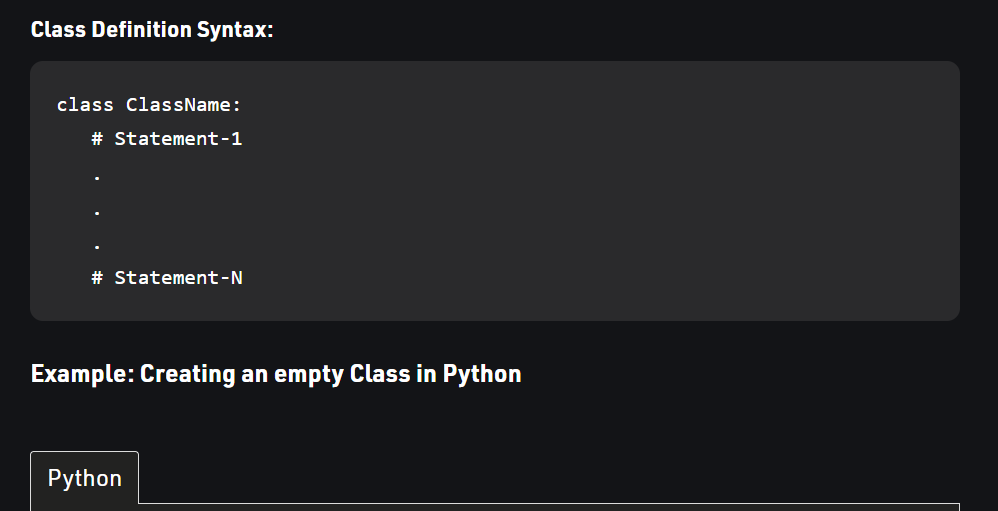 Class Definition Syntax:
class ClassName:
   # Statement-1
   .
   .
   .
   # Statement-N
Example: Creating an empty Class in Python
Python